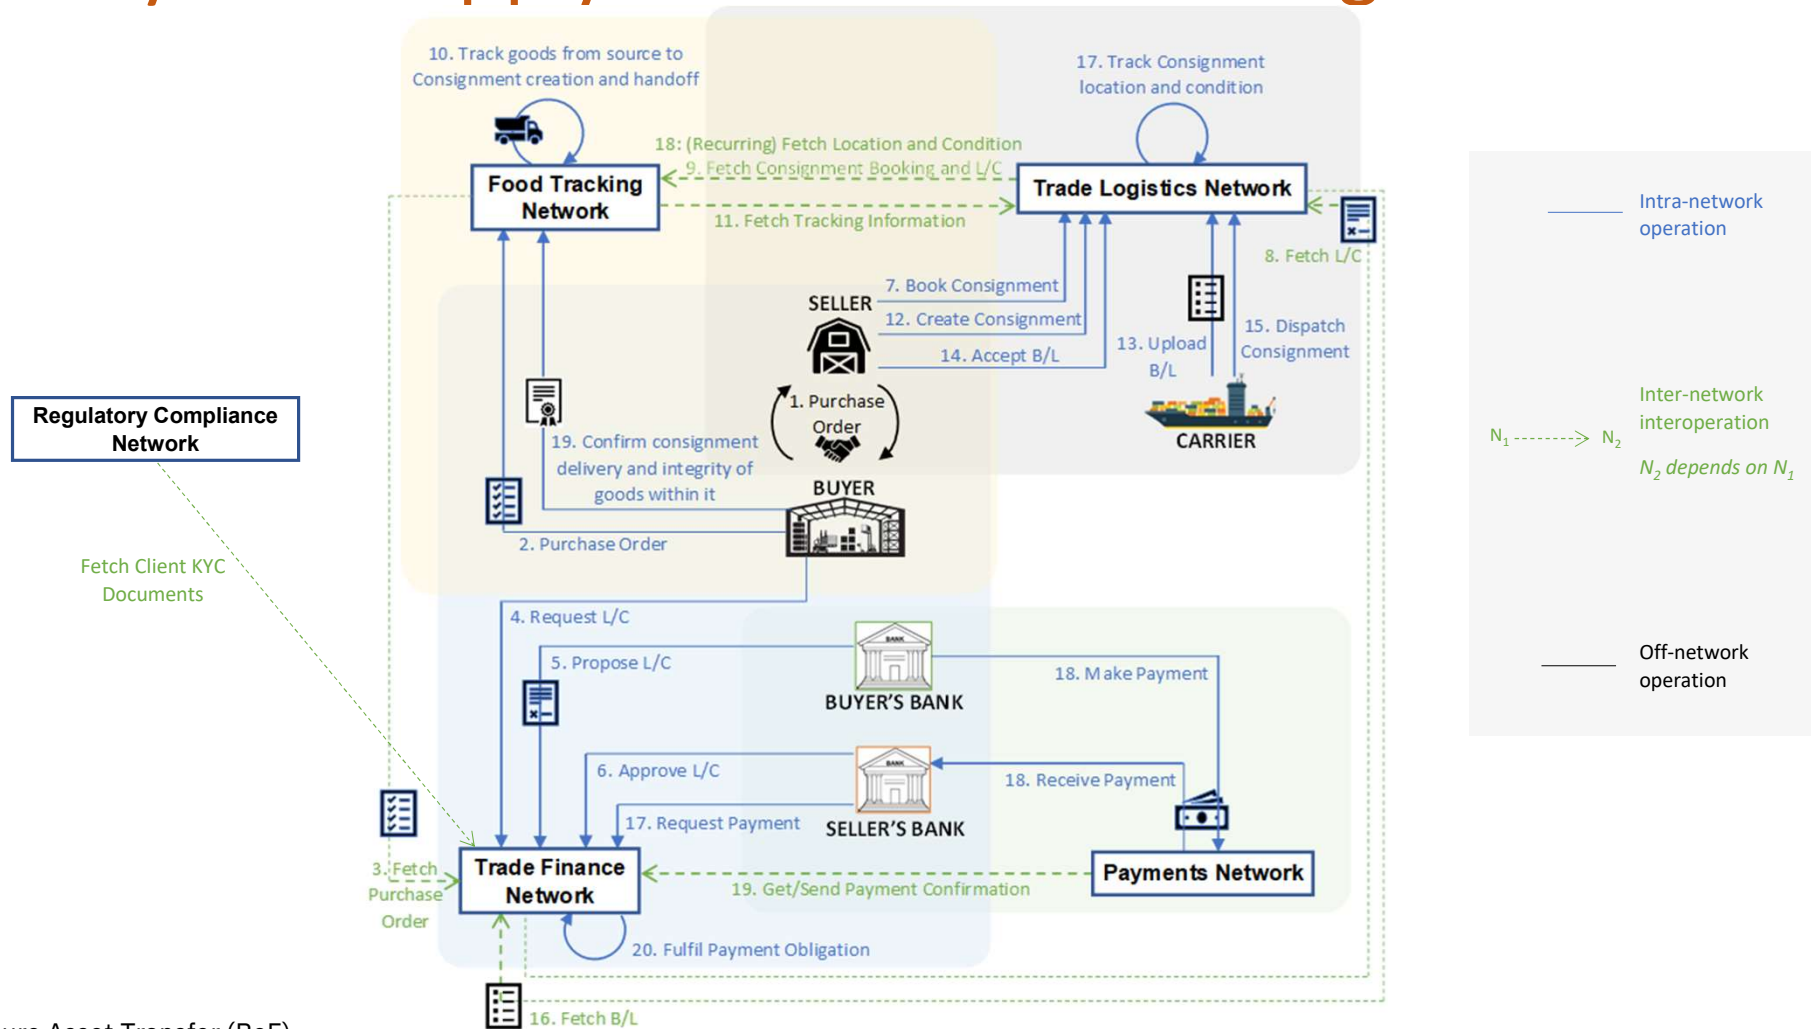 10. Track goods from source to
Consignment creation and handoff
17. Track Consignment
location and condition
18: (Recurring) Fetch Location and Condition
9. Fetch Consignment Booking and L/C
Food Tracking
Network
Trade Logistics Network
11. Fetch Tracking Information
8. Fetch L/C
7. Book Consignment
SELLER
12. Create Consignment
14. Accept B/L
13. Upload
B/L
15. Dispatch
Consignment
1. Purchase
Order
CARRIER
Regulatory Compliance
Network
19. Confirm consignment
delivery and integrity of
goods within it
BUYER
2. Purchase Order
Fetch Client KYC
Documents
4. Request L/C
5. Propose L/C
BANK
BUYER'S BANK
18. Make Payment
6. Approve L/C
BANK
18. Receive Payment
17. Request Payment
SELLER'S BANK
3. Fetch
Purchase
Order
Trade Finance
Network
19. Get/Send Payment Confirmation
Payments Network
20. Fulfil Payment Obligation
16. Fetch B/L
Intra-network
operation
Inter-network
interoperation
N1 N2
N2 depends on N1
Off-network
operation
Asset Transfer (BoE)